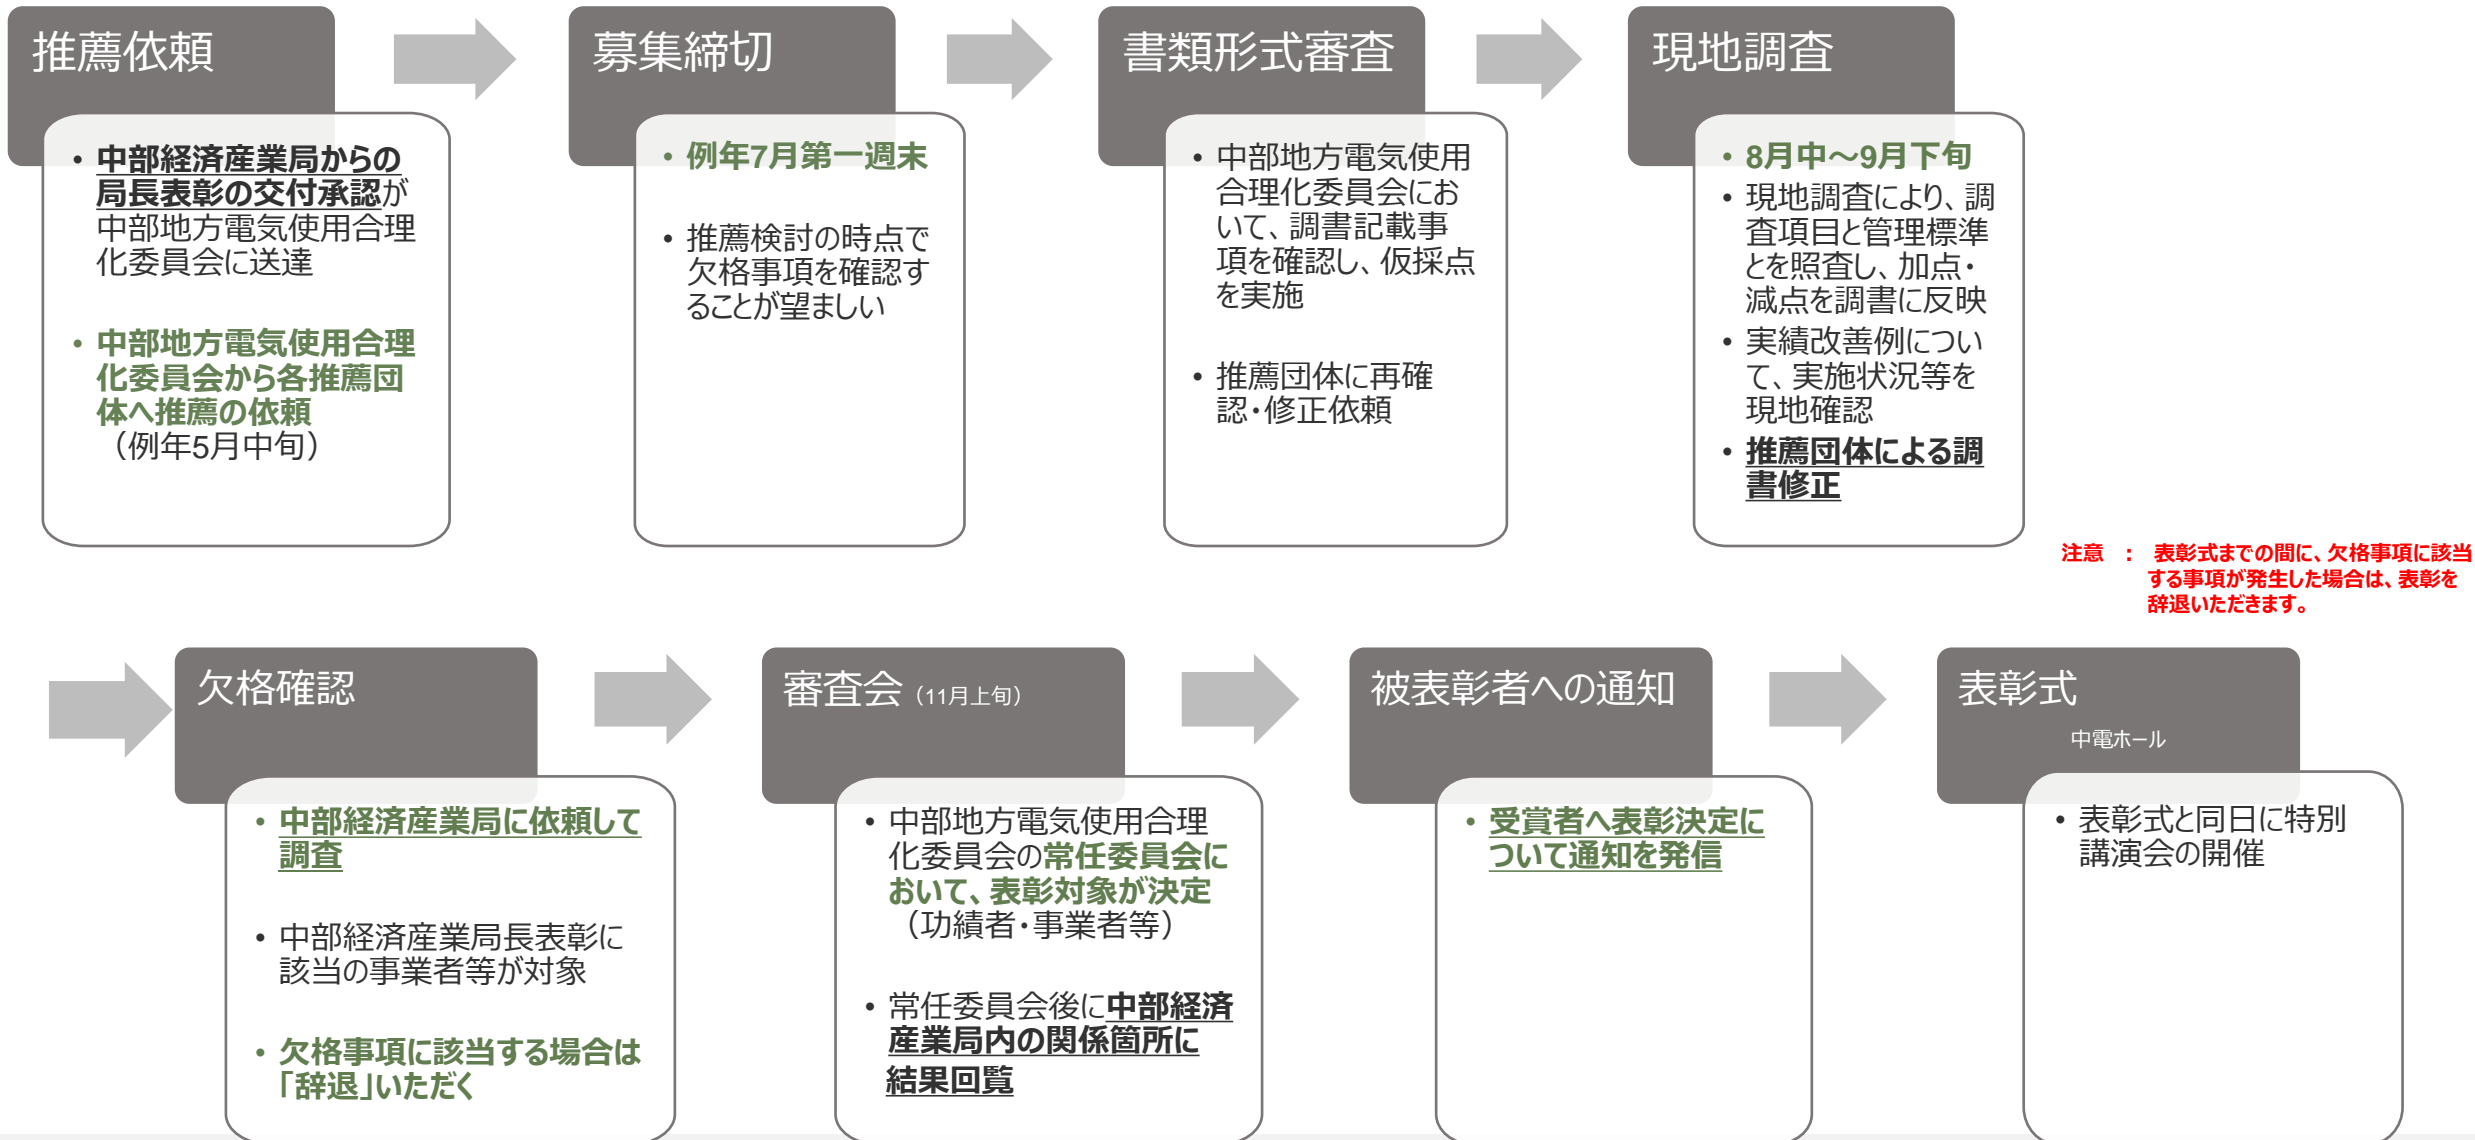 推薦依頼
• 中部経済産業局からの
局長表彰の交付承認が
中部地方電気使用合理
化委員会に送達
• 中部地方電気使用合理
化委員会から各推薦団
体へ推薦の依頼
（例年5月中旬）
募集締切
• 例年7月第一週末
• 推薦検討の時点で
欠格事項を確認す
ることが望ましい
書類形式審査
• 中部地方電気使用
合理化委員会にお
いて、調書記載事
項を確認し、仮採点
を実施
• 推薦団体に再確
認・修正依頼
現地調査
• 8月中～9月下旬
• 現地調査により、調
査項目と管理標準
とを照査し、加点・
減点を調書に反映
• 実績改善例につい
て、実施状況等を
現地確認
• 推薦団体による調
書修正
注意 ： 表彰式までの間に、欠格事項に該当
する事項が発生した場合は、表彰を
辞退いただきます。
欠格確認
• 中部経済産業局に依頼して
調査
• 中部経済産業局長表彰に
該当の事業者等が対象
• 欠格事項に該当する場合は
「辞退」いただく
審査会（11月上旬）
• 中部地方電気使用合理
化委員会の常任委員会に
おいて、表彰対象が決定
（功績者・事業者等）
• 常任委員会後に中部経済
産業局内の関係箇所に
結果回覧
被表彰者への通知
• 受賞者へ表彰決定に
ついて通知を発信
表彰式
中電ホール
• 表彰式と同日に特別
講演会の開催